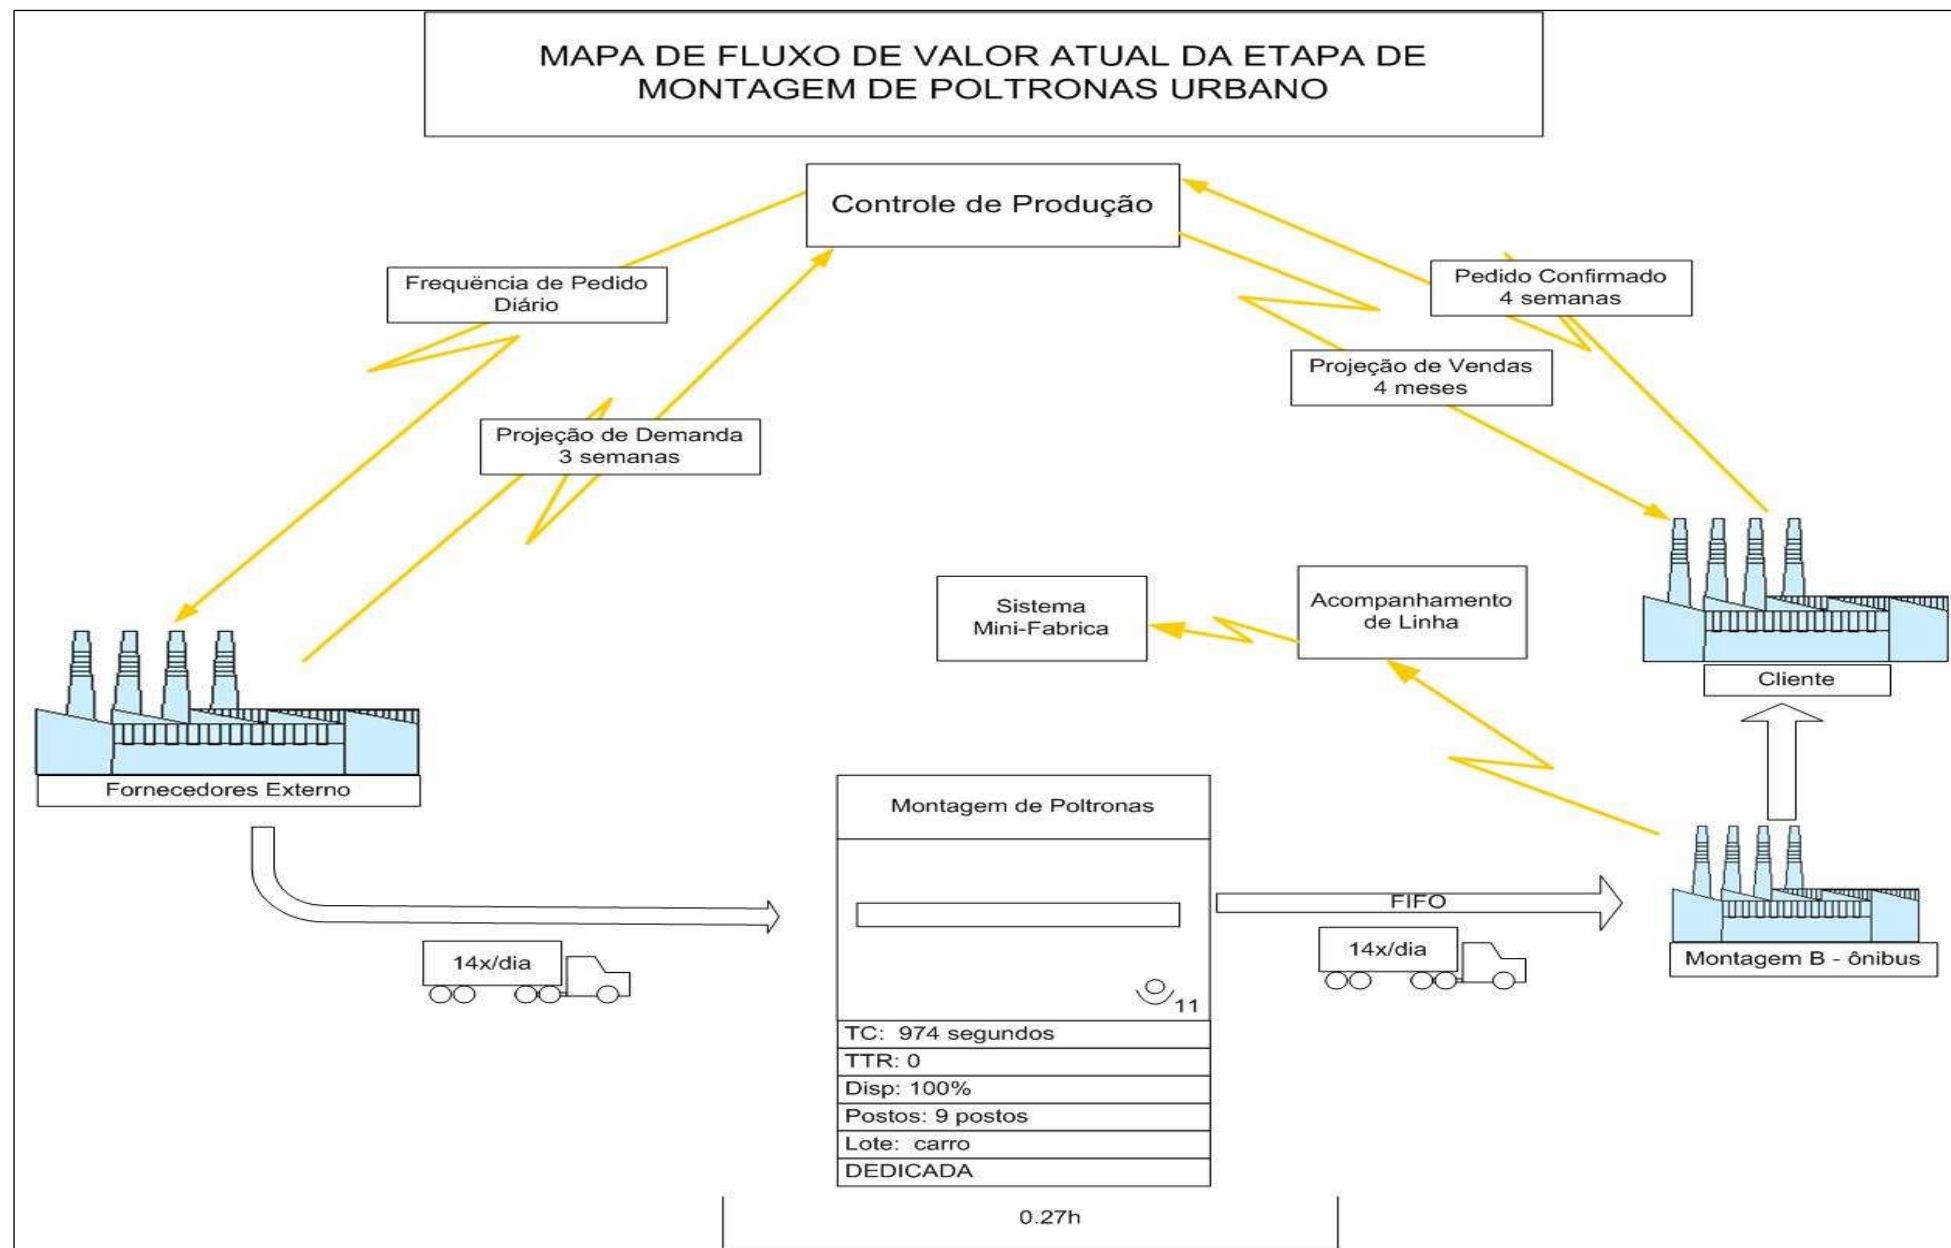 MAPA DE FLUXO DE VALOR ATUAL DA ETAPA DE
MONTAGEM DE POLTRONAS URBANO
Controle de Produção
Frequëncia de Pedido
Diário
Pedido Confirmado
4 semanas
Projeção de Vendas
4 meses
Projeção de Demanda
3 semanas
Sistema
Mini-Fabrica
Acompanhamento
de Linha
Cliente
Fornecedores Externo
Montagem de Poltronas
FIFO
14x/dia
14x/dia
Montagem B - ônibus
11
TC: 974 segundos
TTR: 0
Disp: 100%
Postos: 9 postos
Lote: carro
DEDICADA
0.27h